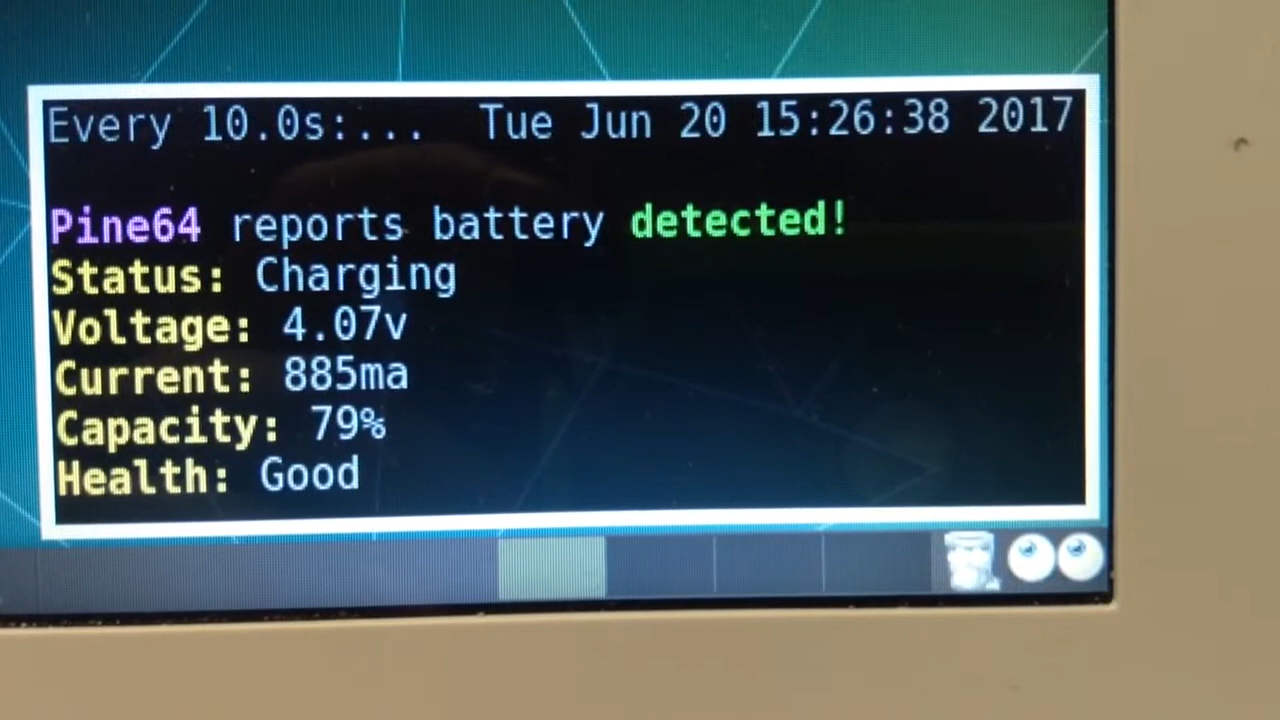 Every 10.0s:... Tue Jun 20 15:26:38 2017
Pine64 reports battery detected!
Status: Charging
Voltage: 4.07v
Current: 885ma
Capacity: 79%
Health: Good